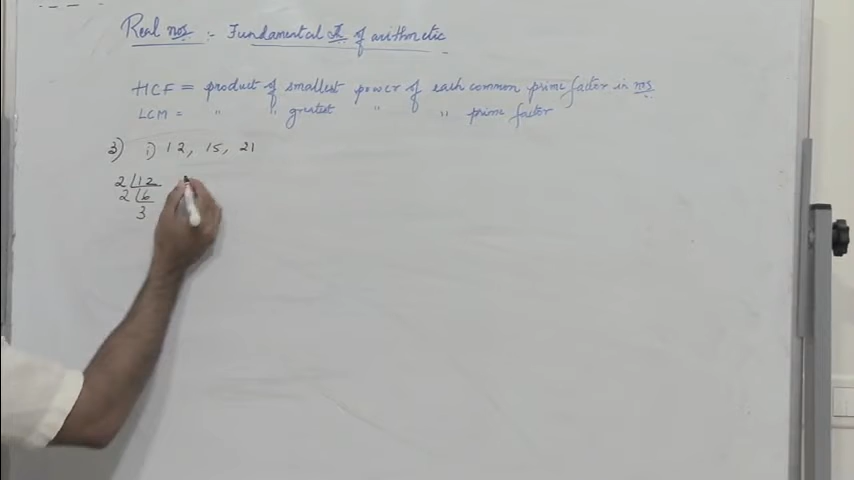 Real nos :- Fundamental Th. of arithmetic
HCF = product of smallest power of each common prime factor in nos.
LCM = " " greatest " " prime factor
3) i) 12, 15, 21
2 12
2 6
3